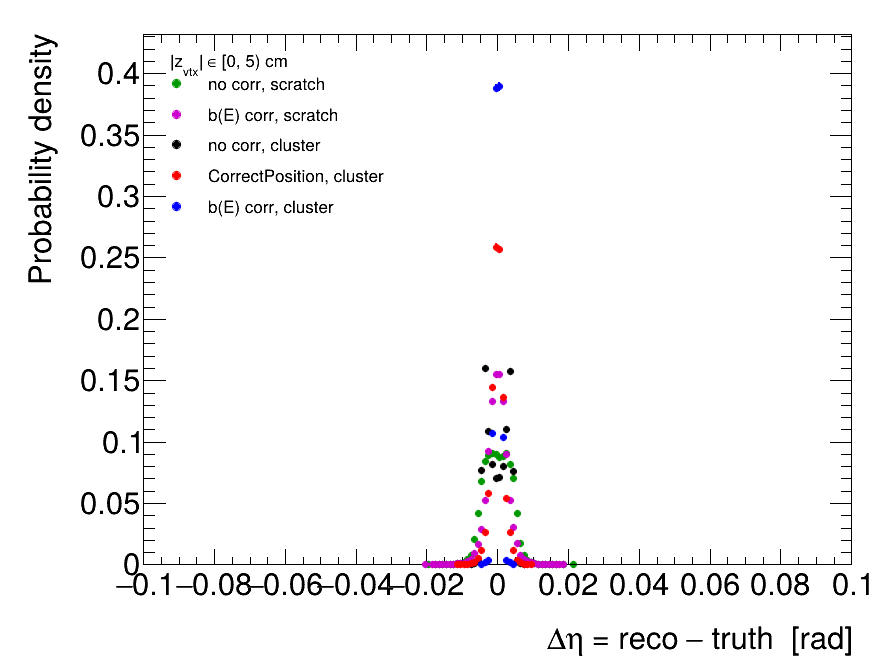 Probability density
|z_vtx| ∈ [0, 5) cm
no corr, scratch
b(E) corr, scratch
no corr, cluster
CorrectPosition, cluster
b(E) corr, cluster
0.4
0.35
0.3
0.25
0.2
0.15
0.1
0.05
0
−0.1 −0.08 −0.06 −0.04 −0.02 0 0.02 0.04 0.06 0.08 0.1
Δη = reco − truth [rad]